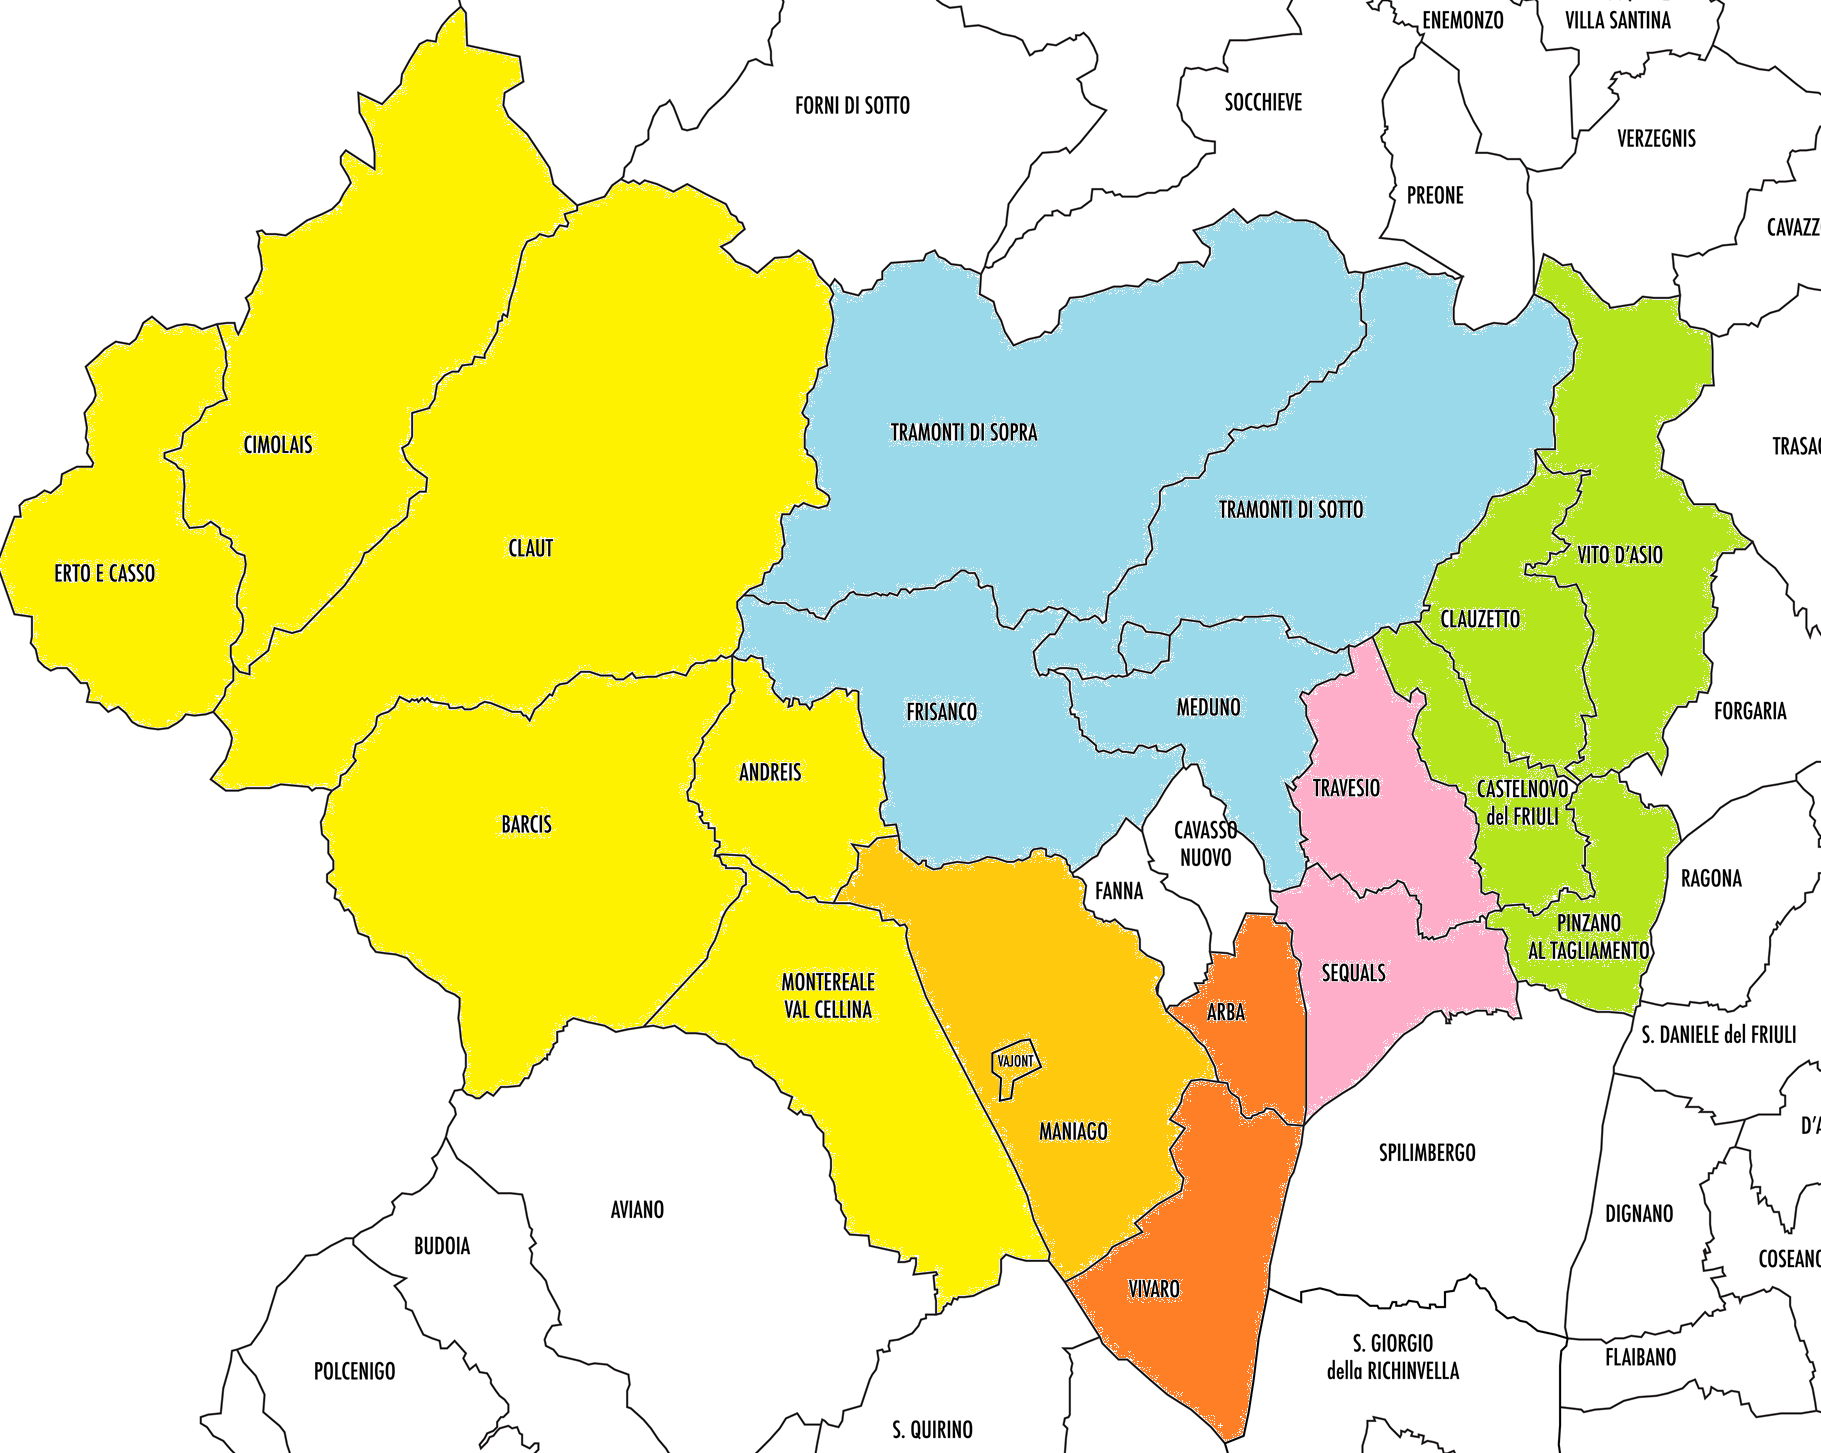 ENEMONZO
VILLA SANTINA
FORNI DI SOTTO
SOCCHIEVE
VERZEGNIS
PREONE
CAVAZZ
CIMOLAIS
TRAMONTI DI SOPRA
TRASA
TRAMONTI DI SOTTO
CLAUT
VITO D'ASIO
ERTO E CASSO
CLAUZETTO
FRISANCO
MEDUNO
FORGARIA
ANDREIS
TRAVESIO
CASTELNOVO
del FRIULI
BARCIS
CAVASSO
NUOVO
FANNA
RAGONA
PINZANO
AL TAGLIAMENTO
MONTEREALE
VAL CELLINA
SEQUALS
ARBA
S. DANIELE del FRIULI
VAJONT
MANIAGO
D'A
SPILIMBERGO
AVIANO
DIGNANO
BUDOIA
COSEANO
VIVARO
S. GIORGIO
della RICHINVELLA
FLAIBANO
POLCENIGO
S. QUIRINO